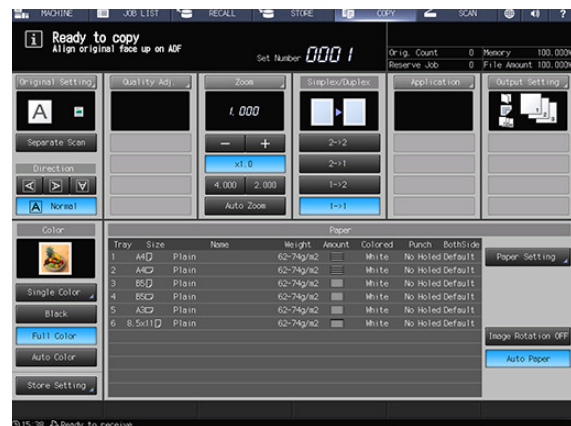 MACHINE JOB LIST RECALL STORE COPY SCAN ?
i Ready to copy
Align original face up on ADF
Set Number 0001
Orig. Count 0 Memory 100.000%
Reserve Job 0 File Amount 100.000%
Original Setting Quality Adj. Zoom Simplex/Duplex Application Output Setting
A 1.000
Separate Scan − + 2->2
Direction x1.0 2->1
4.000 2.000 1->2
A Normal Auto Zoom 1->1
Color Paper
Tray Size Name Weight Amount Colored Punch BothSide
1 A4 Plain 62-74g/m2 White No Holed Default Paper Setting
2 A4 Plain 62-74g/m2 White No Holed Default
3 B5 Plain 62-74g/m2 White No Holed Default
Single Color
4 B5 Plain 62-74g/m2 White No Holed Default
5 A3 Plain 62-74g/m2 White No Holed Default
Black
6 8.5x11 Plain 62-74g/m2 White No Holed Default
Full Color Image Rotation OFF
Auto Color Auto Paper
Store Setting
15:38 Ready to receive